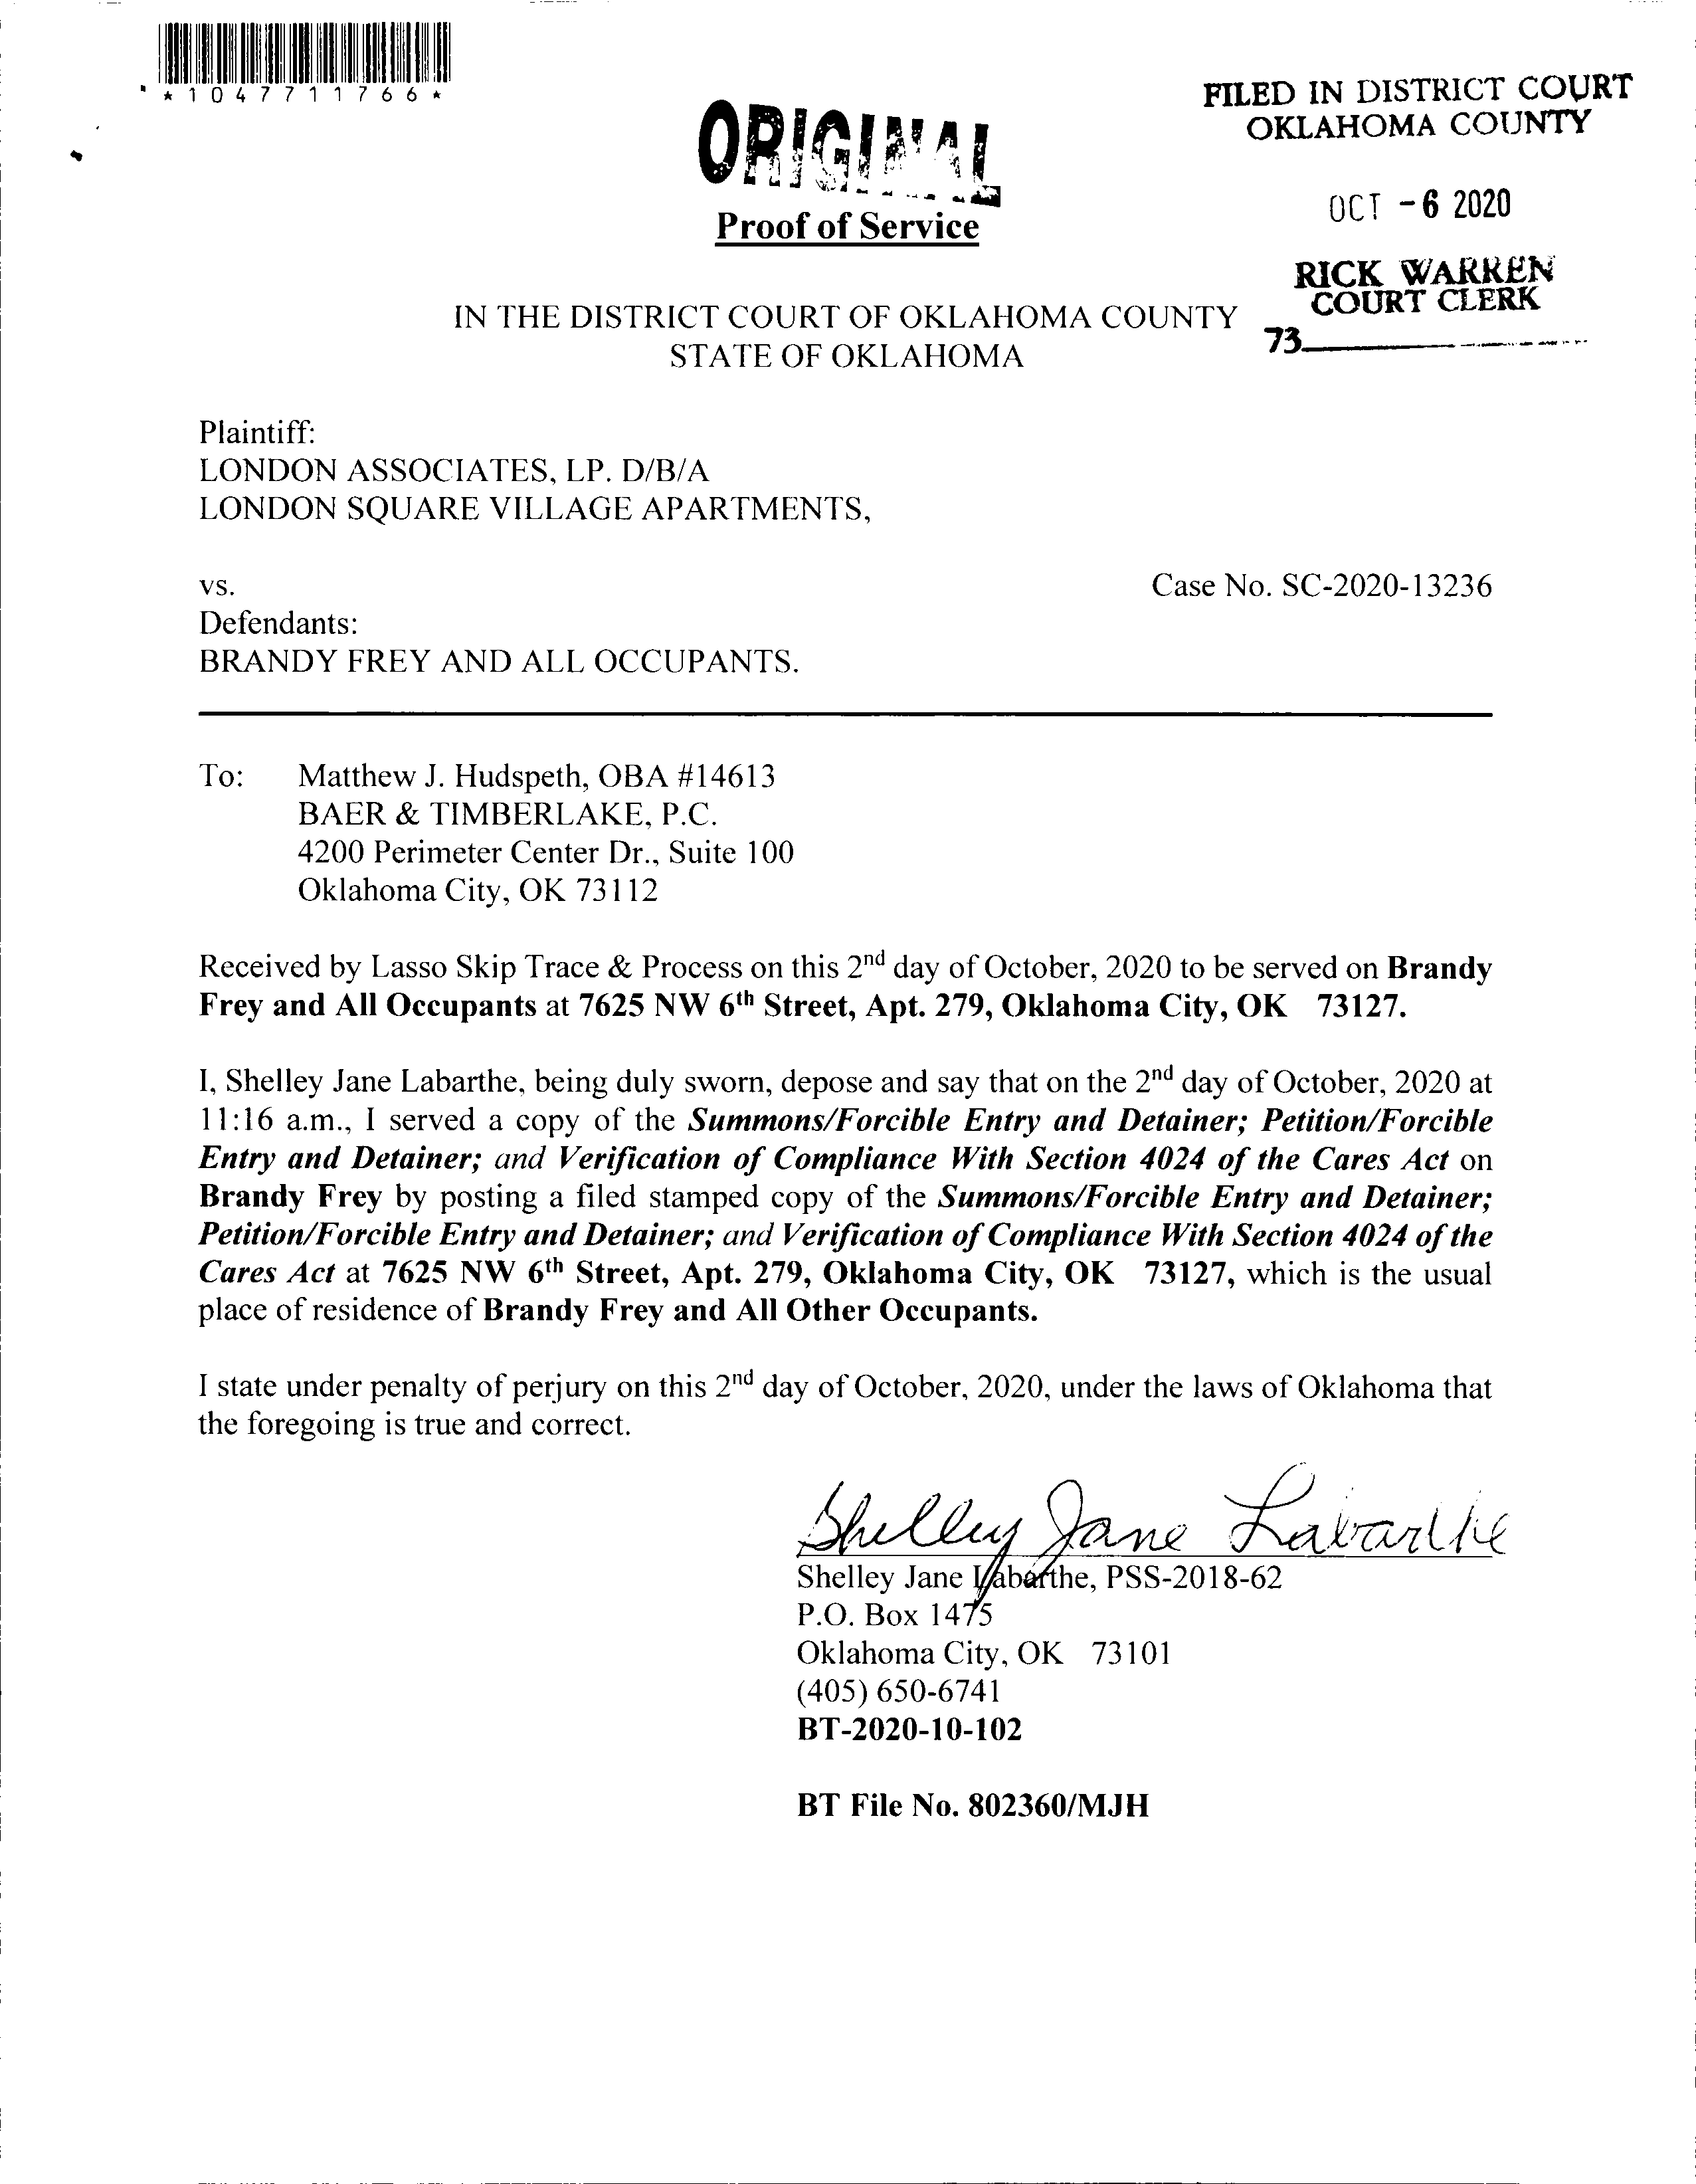 *1047711766*
FILED IN DISTRICT COURT
OKLAHOMA COUNTY
ORIGINAL
OCT -6 2020
Proof of Service
RICK WARREN
COURT CLERK
73
IN THE DISTRICT COURT OF OKLAHOMA COUNTY
STATE OF OKLAHOMA
Plaintiff:
LONDON ASSOCIATES, LP. D/B/A
LONDON SQUARE VILLAGE APARTMENTS,
vs.
Case No. SC-2020-13236
Defendants:
BRANDY FREY AND ALL OCCUPANTS.
To: Matthew J. Hudspeth, OBA #14613
BAER & TIMBERLAKE, P.C.
4200 Perimeter Center Dr., Suite 100
Oklahoma City, OK 73112
Received by Lasso Skip Trace & Process on this 2nd day of October, 2020 to be served on Brandy
Frey and All Occupants at 7625 NW 6th Street, Apt. 279, Oklahoma City, OK 73127.
I, Shelley Jane Labarthe, being duly sworn, depose and say that on the 2nd day of October, 2020 at
11:16 a.m., I served a copy of the Summons/Forcible Entry and Detainer; Petition/Forcible
Entry and Detainer; and Verification of Compliance With Section 4024 of the Cares Act on
Brandy Frey by posting a filed stamped copy of the Summons/Forcible Entry and Detainer;
Petition/Forcible Entry and Detainer; and Verification of Compliance With Section 4024 of the
Cares Act at 7625 NW 6th Street, Apt. 279, Oklahoma City, OK 73127, which is the usual
place of residence of Brandy Frey and All Other Occupants.
I state under penalty of perjury on this 2nd day of October, 2020, under the laws of Oklahoma that
the foregoing is true and correct.
Shelley Jane Labarthe
Shelley Jane Labarthe, PSS-2018-62
P.O. Box 1475
Oklahoma City, OK 73101
(405) 650-6741
BT-2020-10-102
BT File No. 802360/MJH